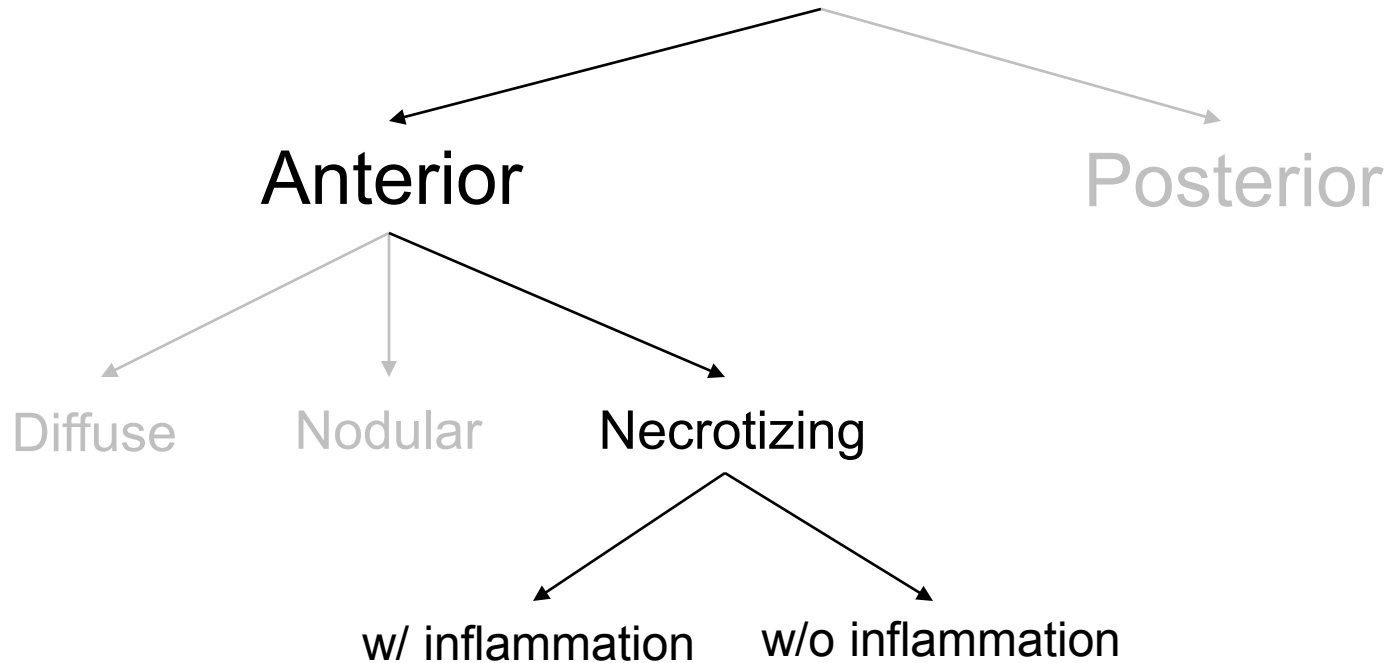 Anterior
Posterior
Diffuse
Nodular
Necrotizing
w/ inflammation
w/o inflammation